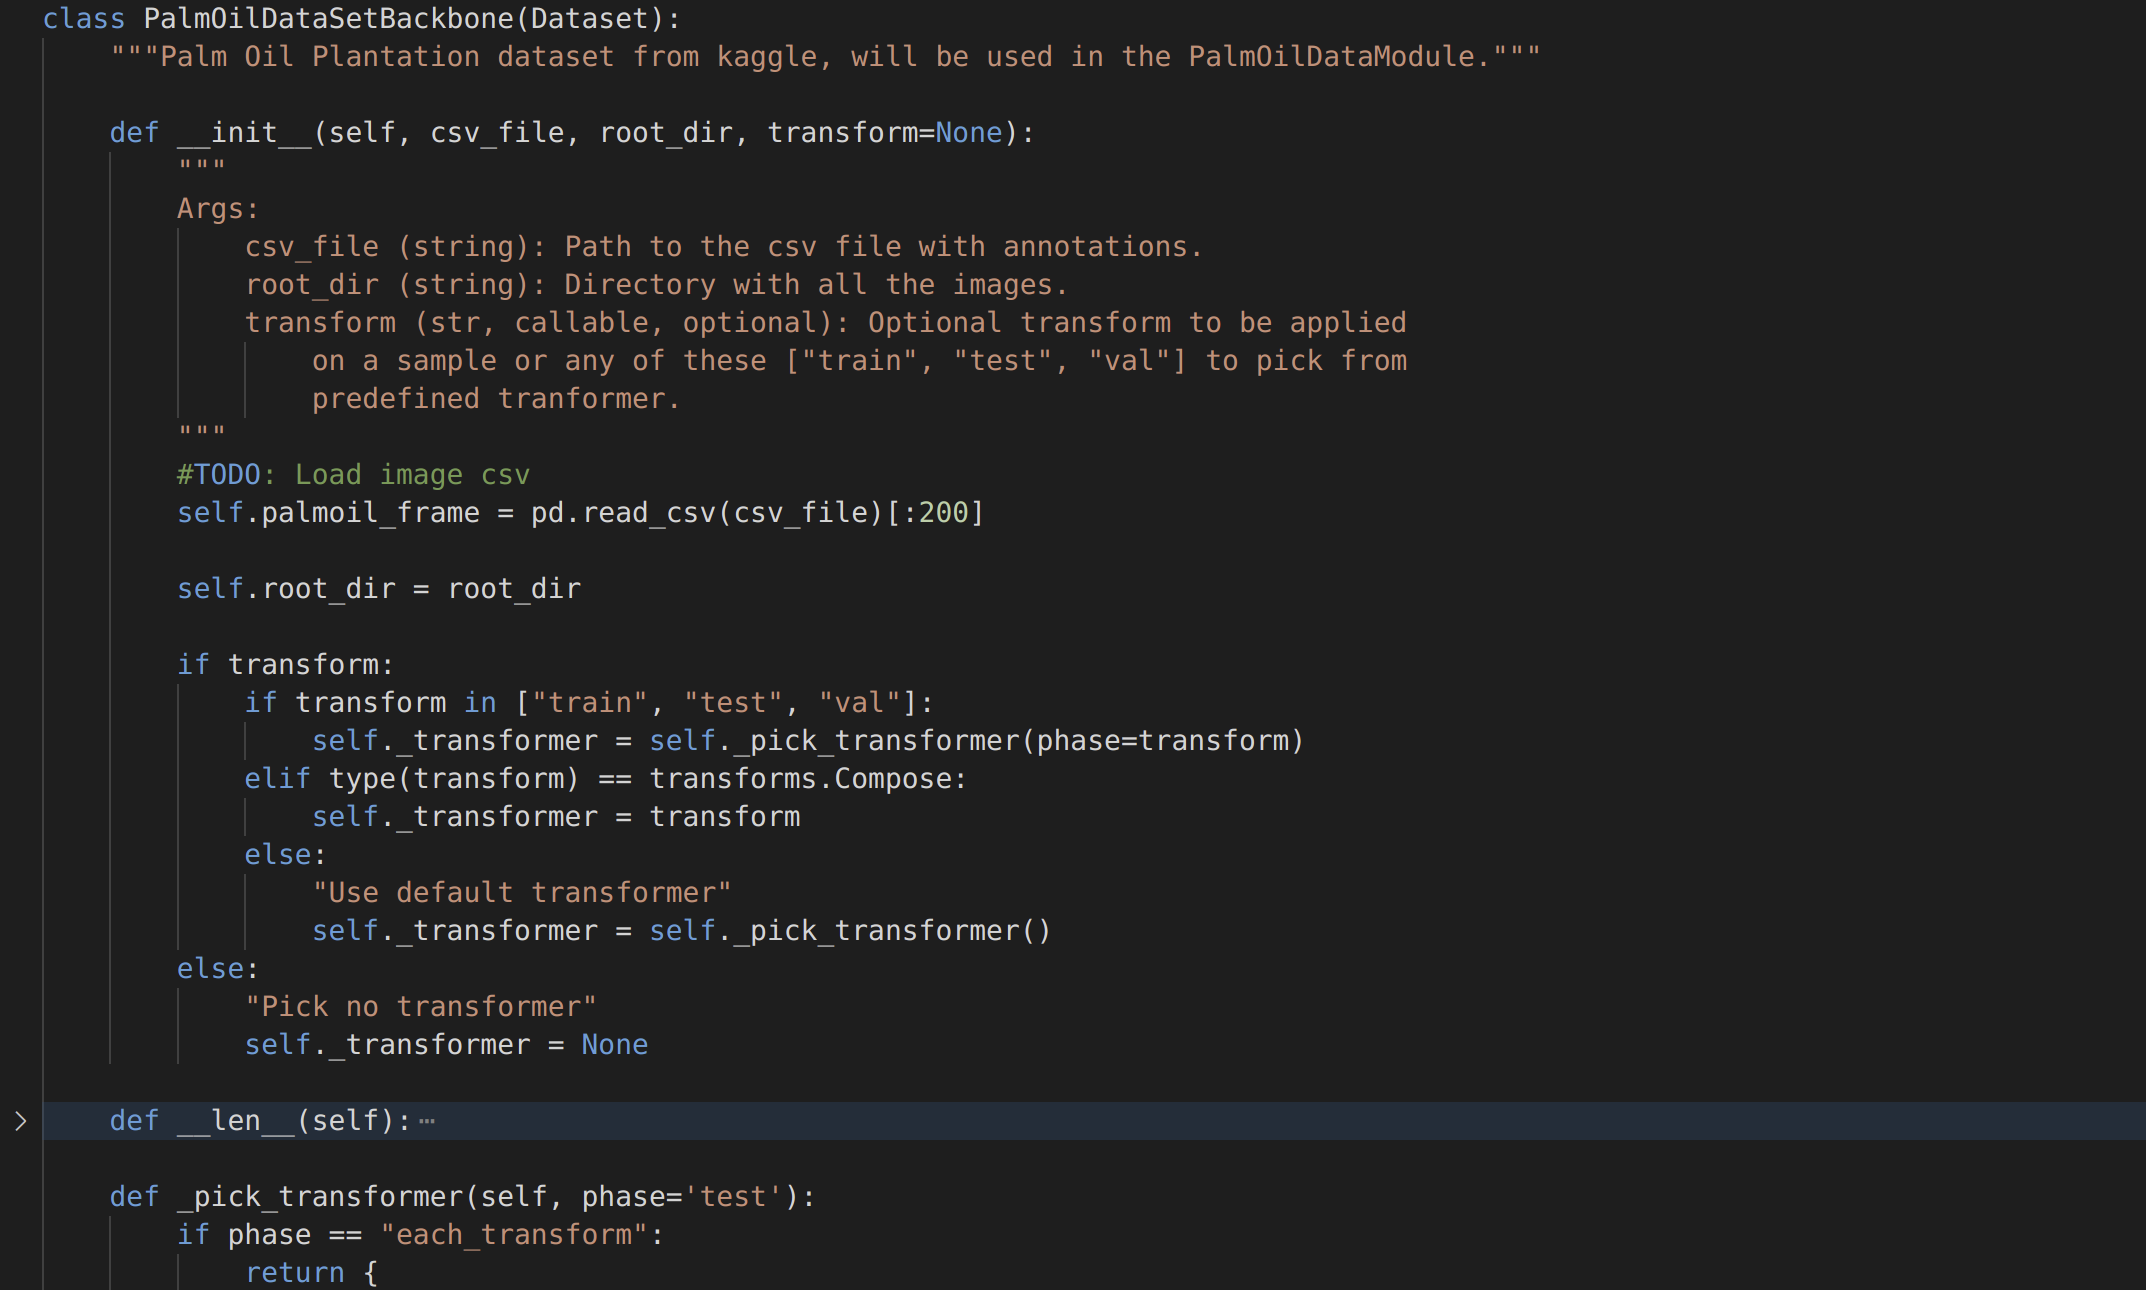 class PalmOilDataSetBackbone(Dataset):
    """Palm Oil Plantation dataset from kaggle, will be used in the PalmOilDataModule."""
    def __init__(self, csv_file, root_dir, transform=None):
        """
        Args:
            csv_file (string): Path to the csv file with annotations.
            root_dir (string): Directory with all the images.
            transform (str, callable, optional): Optional transform to be applied
                on a sample or any of these ["train", "test", "val"] to pick from
                predefined tranformer.
        """
        #TODO: Load image csv
        self.palmoil_frame = pd.read_csv(csv_file)[:200]
        self.root_dir = root_dir
        if transform:
            if transform in ["train", "test", "val"]:
                self._transformer = self._pick_transformer(phase=transform)
            elif type(transform) == transforms.Compose:
                self._transformer = transform
            else:
                "Use default transformer"
                self._transformer = self._pick_transformer()
        else:
            "Pick no transformer"
            self._transformer = None
    def __len__(self):⋯
    def _pick_transformer(self, phase='test'):
        if phase == "each_transform":
            return {